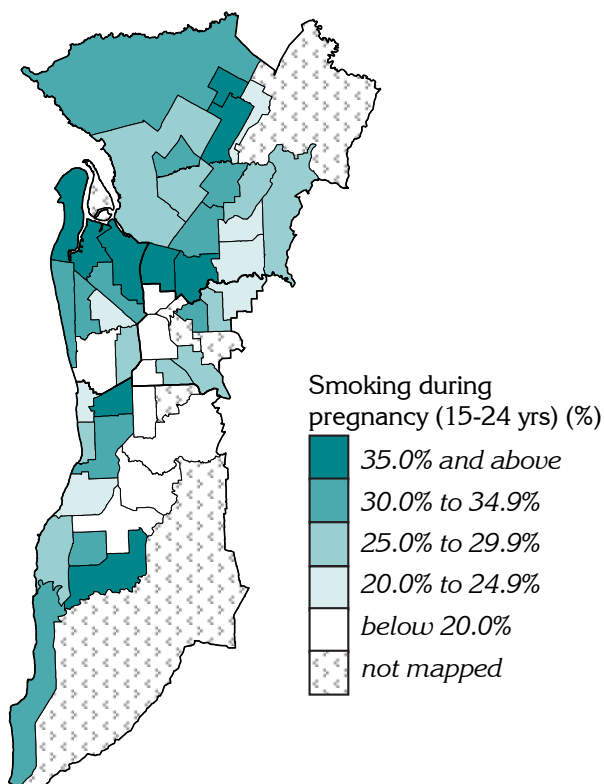 Smoking during
pregnancy (15-24 yrs) (%)
35.0% and above
30.0% to 34.9%
25.0% to 29.9%
20.0% to 24.9%
below 20.0%
not mapped